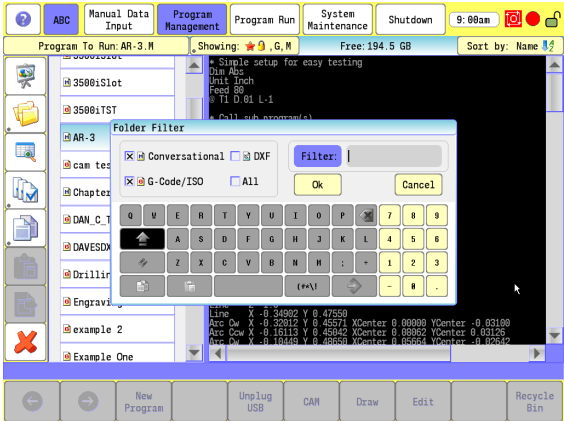 ?
ABC
Manual Data
Input
Program
Management
Program Run
System
Maintenance
Shutdown
9:00am
Program To Run:AR-3.M
Showing:
,G,M
Free:194.5 GB
Sort by: Name
3500iSlot
3500iTST
AR-3
cam tes
Chapter
DAN_C_T
DAVESDX
Drillin
Engravi
example 2
Example One
* Simple setup for easy testing
Dim Abs
Unit Inch
Feed 80
@ T1 D.01 L-1
* Call sub program(s)
Folder Filter
Conversational
DXF
G-Code/ISO
All
Filter:
Ok
Cancel
Q W E R T Y U I O P 7 8 9
A S D F G H J K L 4 5 6
Z X C V B N M ; + 1 2 3
(#^\! - 0 .
Line X -0.34902 Y 0.47550
Arc Cw X -0.32012 Y 0.45571 XCenter 0.00000 YCenter -0.03100
Arc Ccw X -0.16113 Y 0.45042 XCenter 0.08062 YCenter 0.03126
Arc Cw X -0.10449 Y 0.48650 XCenter 0.05664 YCenter -0.02642
New
Program
Unplug
USB
CAM
Draw
Edit
Recycle
Bin